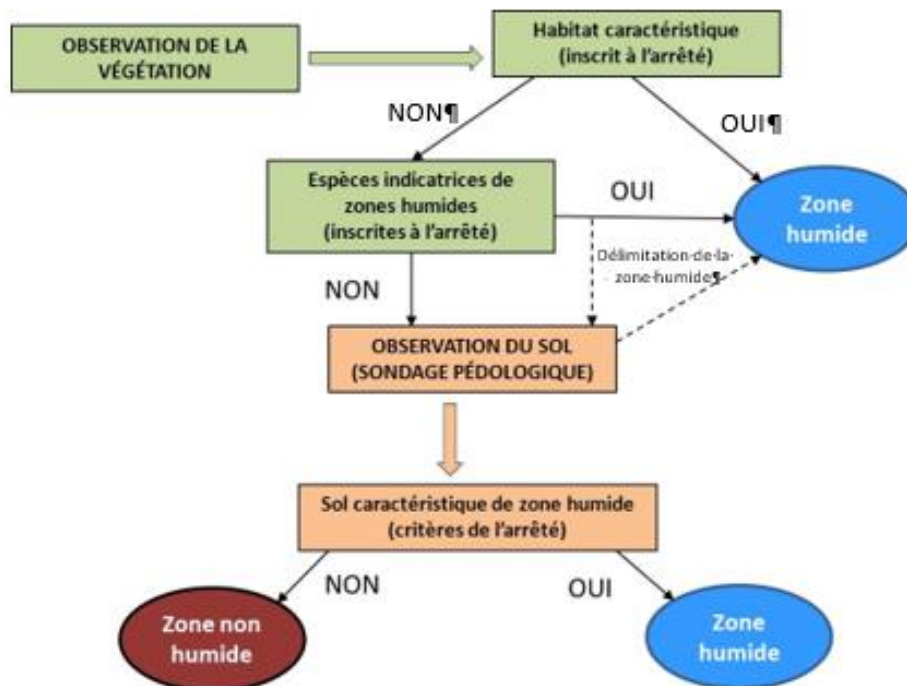 OBSERVATION DE LA
VÉGÉTATION
Habitat caractéristique
(inscrit à l'arrêté)
NON¶
OUI¶
Espèces indicatrices de
zones humides
(inscrites à l'arrêté)
OUI
Zone
humide
Délimitation·de·la·
zone·humide¶
NON
OBSERVATION DU SOL
(SONDAGE PÉDOLOGIQUE)
Sol caractéristique de zone humide
(critères de l'arrêté)
NON
OUI
Zone non
humide
Zone
humide